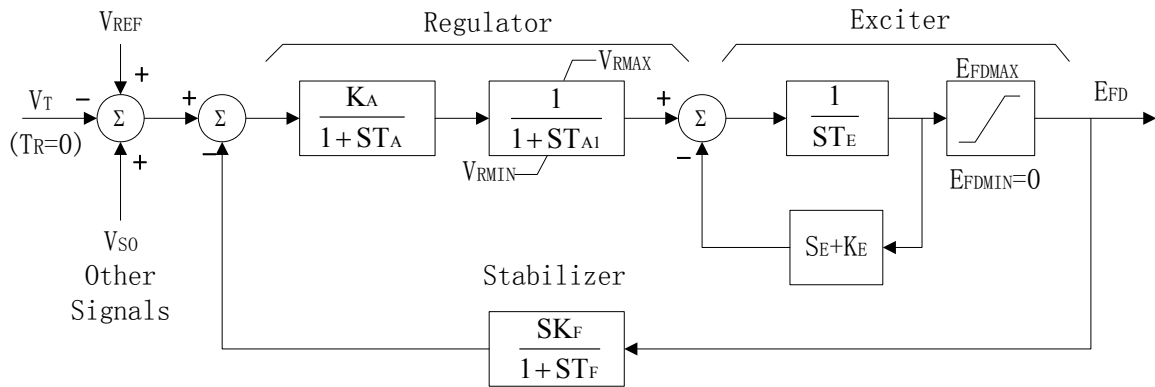 VREF
Regulator
Exciter
VRMAX
EFDMAX
EFD
+
VT
−
Σ
+
+
Σ
−
KA
1+STA
1
1+STA1
+
Σ
−
1
STE
(TR=0)
+
VRMIN
EFDMIN=0
VSO
SE+KE
Other
Signals
Stabilizer
SKF
1+STF